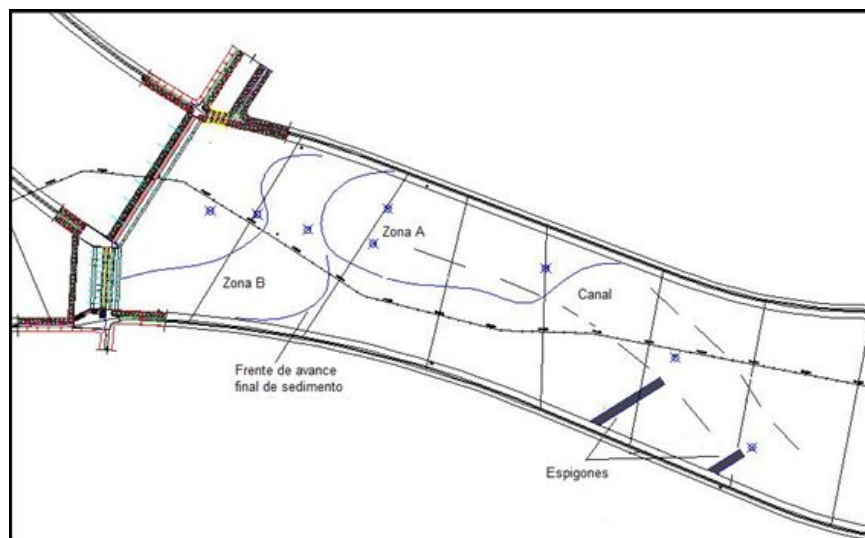 Zona A
Zona B
Canal
Frente de avance
final de sedimento
Espigones